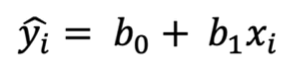 ŷᵢ = b₀ + b₁xᵢ